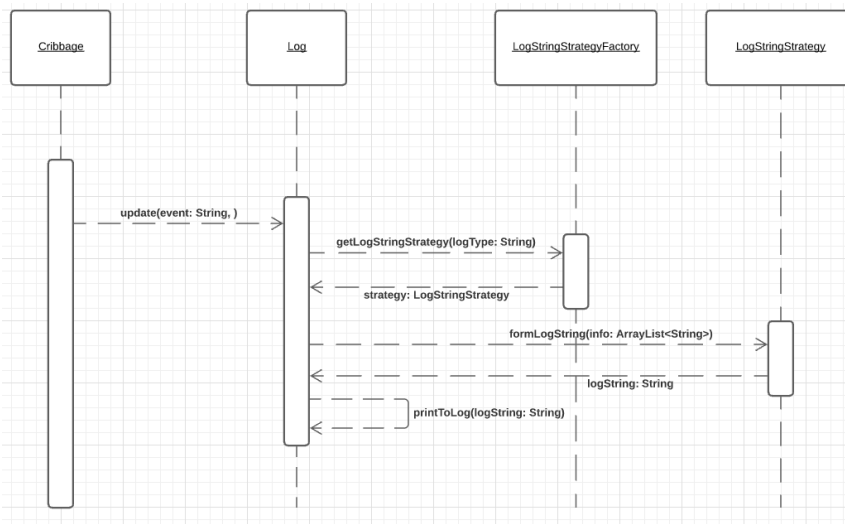 Cribbage
Log
LogStringStrategyFactory
LogStringStrategy
update(event: String, )
getLogStringStrategy(logType: String)
strategy: LogStringStrategy
formLogString(info: ArrayList<String>)
logString: String
printToLog(logString: String)